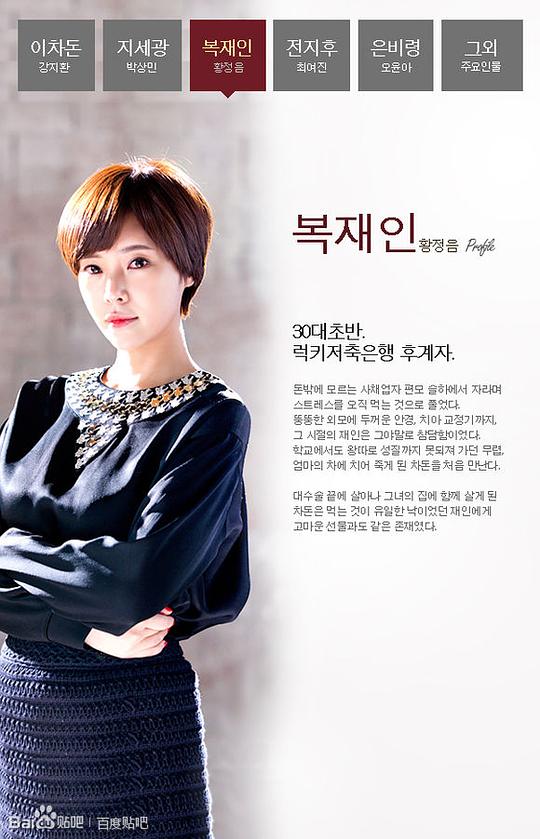 이차돈 지세광 복재인 전지후 은비령 그외
강지환 박상민 황정음 최여진 오윤아 주요인물
복재인 황정음 Profile
30대초반.
럭키저축은행 후계자.
돈밖에 모르는 사채업자 편모 슬하에서 자라며
스트레스를 오직 먹는 것으로 풀었다.
뚱뚱한 외모에 두꺼운 안경, 치아 교정기까지,
그 시절의 재인은 그야말로 참담함이었다.
학교에서도 왕따로 성질까지 못되져 가던 무렵,
엄마의 차에 치어 죽게 된 차돈을 처음 만난다.
대수술 끝에 살아나 그녀의 집에 함께 살게 된
차돈은 먹는 것이 유일한 낙이었던 재인에게
고마운 선물과도 같은 존재였다.
Baidu贴吧 | 百度贴吧